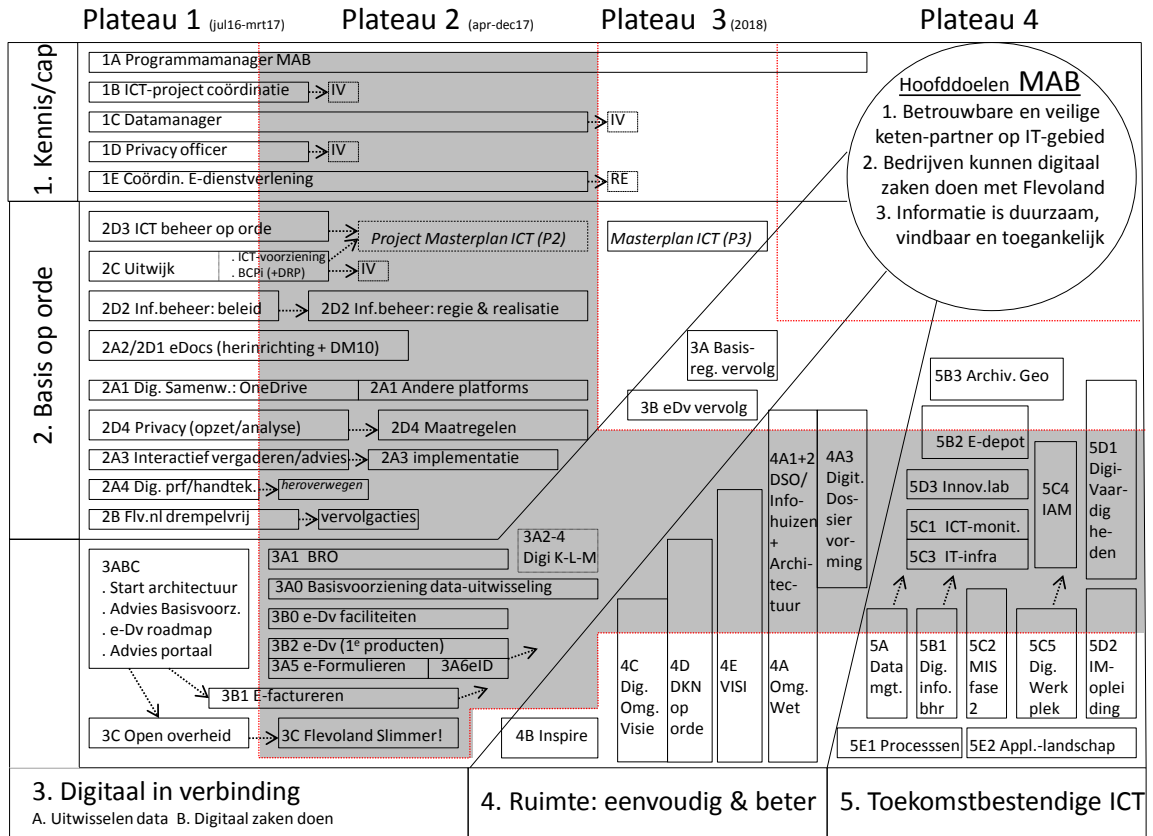 Plateau 1 (jul16-mrt17)
Plateau 2 (apr-dec17)
Plateau 3 (2018)
Plateau 4
1. Kennis/cap
1A Programmamanager MAB
1B ICT-project coördinatie
IV
1C Datamanager
IV
1D Privacy officer
IV
1E Coördin. E-dienstverlening
RE
Hoofddoelen MAB
1. Betrouwbare en veilige
keten-partner op IT-gebied
2. Bedrijven kunnen digitaal
zaken doen met Flevoland
3. Informatie is duurzaam,
vindbaar en toegankelijk
2. Basis op orde
2D3 ICT beheer op orde
Project Masterplan ICT (P2)
Masterplan ICT (P3)
2C Uitwijk
. ICT-voorziening
. BCPi (+DRP)
IV
2D2 Inf.beheer: beleid
2D2 Inf.beheer: regie & realisatie
2A2/2D1 eDocs (herinrichting + DM10)
2A1 Dig. Samenw.: OneDrive
2A1 Andere platforms
2D4 Privacy (opzet/analyse)
2D4 Maatregelen
2A3 Interactief vergaderen/advies
2A3 implementatie
2A4 Dig. prf/handtek.
heroverwegen
2B Flv.nl drempelvrij
vervolgacties
3A Basis-
reg. vervolg
3B eDv vervolg
3ABC
. Start architectuur
. Advies Basisvoorz.
. e-Dv roadmap
. Advies portaal
3A1 BRO
3A2-4
Digi K-L-M
3A0 Basisvoorziening data-uitwisseling
3B0 e-Dv faciliteiten
3B2 e-Dv (1e producten)
3A5 e-Formulieren
3A6eID
3B1 E-factureren
3C Open overheid
3C Flevoland Slimmer!
4B Inspire
4C
Dig.
Omg.
Visie
4D
DKN
op
orde
4E
VISI
4A1+2
DSO/
Info-
huizen
+
Archi-
tec-
tuur
4A
Omg.
Wet
4A3
Digit.
Dos-
sier
vor-
ming
5B3 Archiv. Geo
5B2 E-depot
5D3 Innov.lab
5C1 ICT-monit.
5C3 IT-infra
5C4
IAM
5D1
Digi-
Vaar-
dig
he-
den
5A
Data
mgt.
5B1
Dig.
info.
bhr
5C2
MIS
fase
2
5C5
Dig.
Werk
plek
5D2
IM-
oplei
ding
5E1 Processsen
5E2 Appl.-landschap
3. Digitaal in verbinding
A. Uitwisselen data B. Digitaal zaken doen
4. Ruimte: eenvoudig & beter
5. Toekomstbestendige ICT